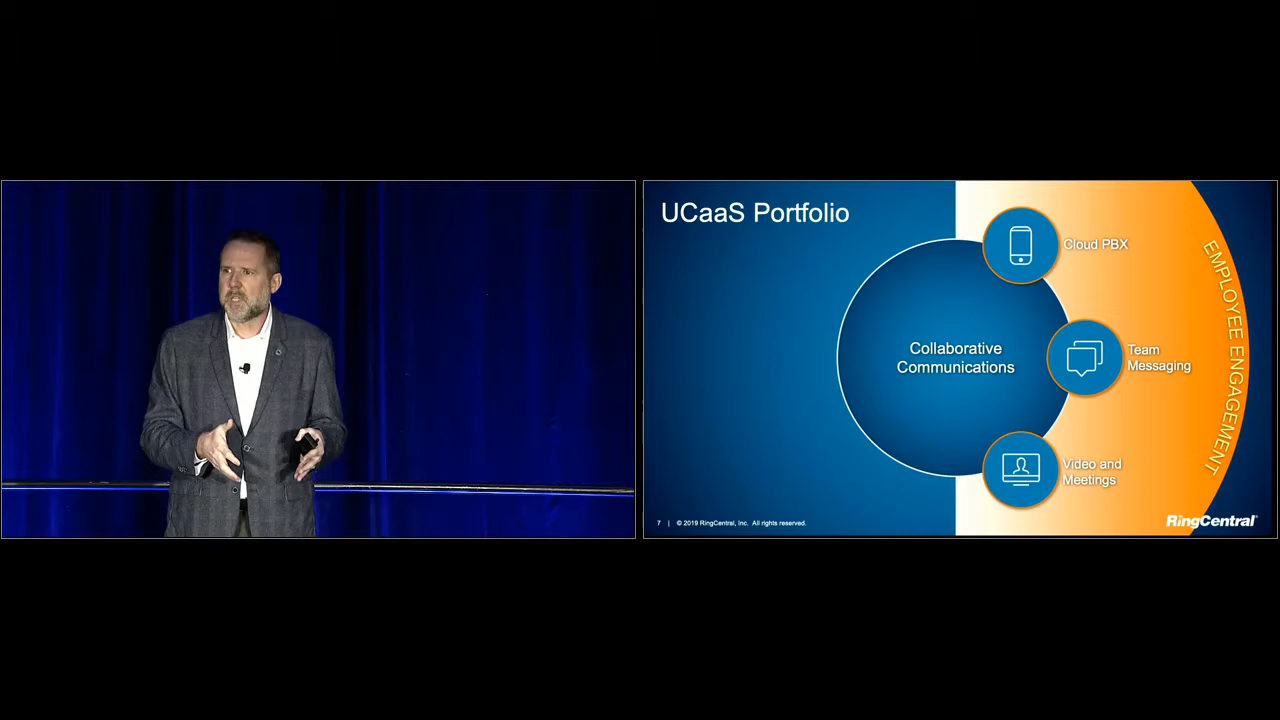 UCaaS Portfolio
Cloud PBX
Collaborative
Communications
Team
Messaging
Video and
Meetings
EMPLOYEE ENGAGEMENT
7 | © 2019 RingCentral, Inc. All rights reserved.
RingCentral®